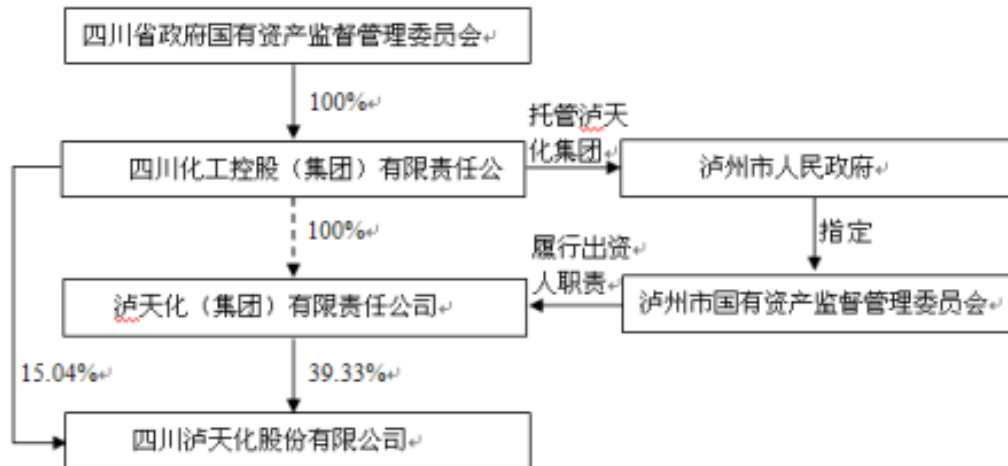 四川省政府国有资产监督管理委员会
100%
托管泸天
化集团
四川化工控股（集团）有限责任公
泸州市人民政府
100%
指定
履行出资
人职责
泸天化（集团）有限责任公司
泸州市国有资产监督管理委员会
15.04%
39.33%
四川泸天化股份有限公司